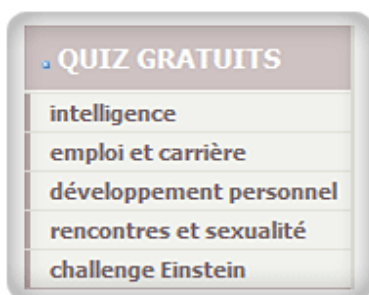 QUIZ GRATUITS
intelligence
emploi et carrière
développement personnel
rencontres et sexualité
challenge Einstein